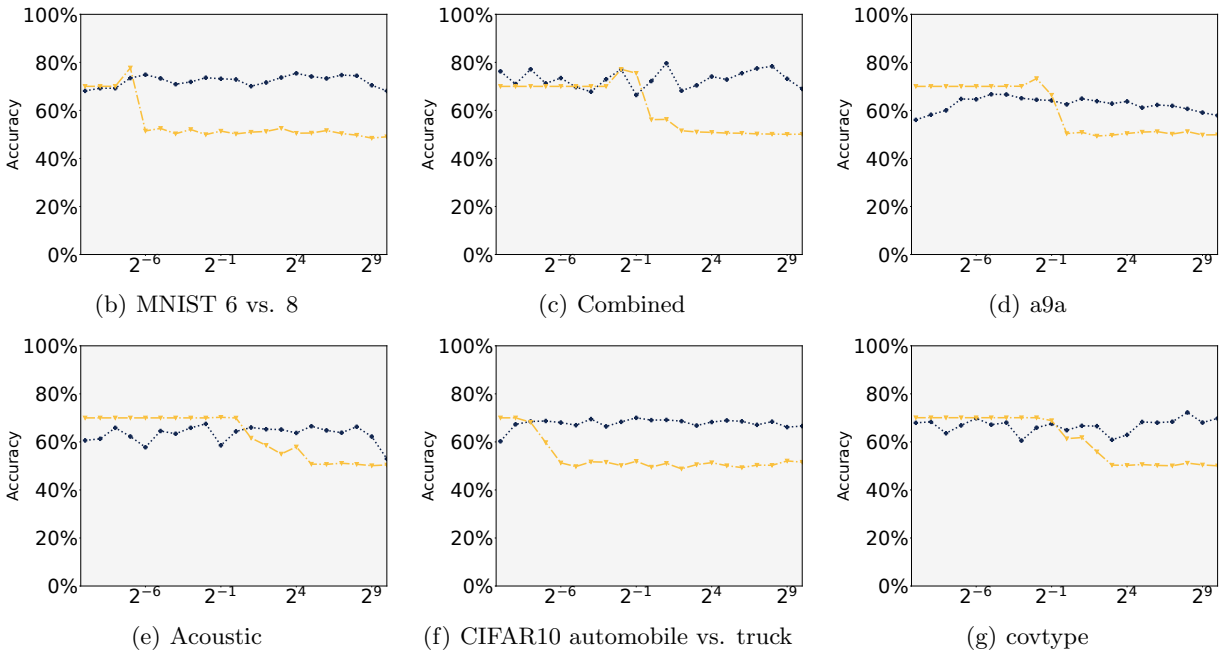 100%
80%
60%
40%
20%
0%
Accuracy
2^{-6} 2^{-1} 2^4 2^9
(b) MNIST 6 vs. 8
100%
80%
60%
40%
20%
0%
Accuracy
2^{-6} 2^{-1} 2^4 2^9
(c) Combined
100%
80%
60%
40%
20%
0%
Accuracy
2^{-6} 2^{-1} 2^4 2^9
(d) a9a
100%
80%
60%
40%
20%
0%
Accuracy
2^{-6} 2^{-1} 2^4 2^9
(e) Acoustic
100%
80%
60%
40%
20%
0%
Accuracy
2^{-6} 2^{-1} 2^4 2^9
(f) CIFAR10 automobile vs. truck
100%
80%
60%
40%
20%
0%
Accuracy
2^{-6} 2^{-1} 2^4 2^9
(g) covtype